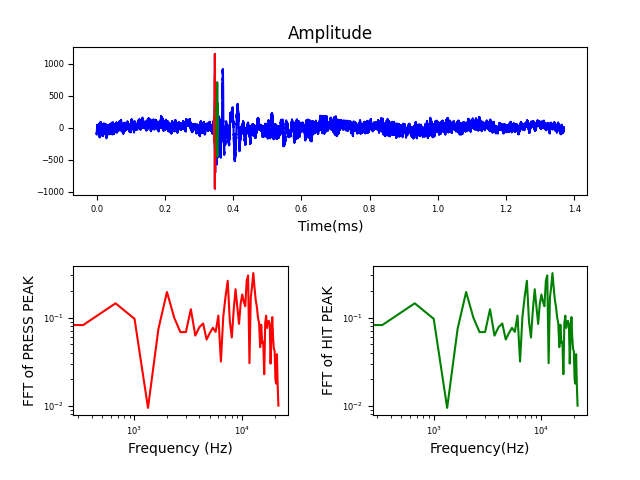 Amplitude
1000
500
0
−500
−1000
0.0 0.2 0.4 0.6 0.8 1.0 1.2 1.4
Time(ms)
FFT of PRESS PEAK
10⁻¹
10⁻²
10³ 10⁴
Frequency (Hz)
FFT of HIT PEAK
10⁻¹
10⁻²
10³ 10⁴
Frequency(Hz)